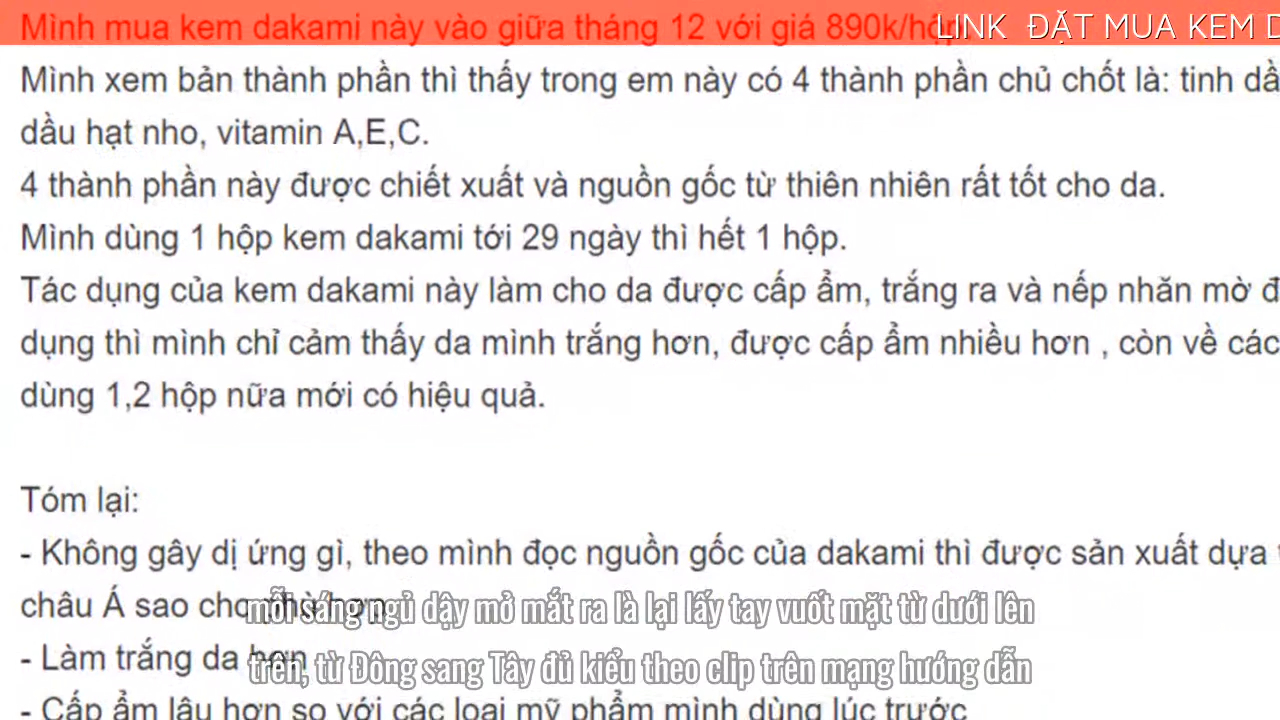 Mình mua kem dakami này vào giữa tháng 12 với giá 890k/hộp
LINK ĐẶT MUA KEM D
Mình xem bản thành phần thì thấy trong em này có 4 thành phần chủ chốt là: tinh dầ
dầu hạt nho, vitamin A,E,C.
4 thành phần này được chiết xuất và nguồn gốc từ thiên nhiên rất tốt cho da.
Mình dùng 1 hộp kem dakami tới 29 ngày thì hết 1 hộp.
Tác dụng của kem dakami này làm cho da được cấp ẩm, trắng ra và nếp nhăn mờ đ
dụng thì mình chỉ cảm thấy da mình trắng hơn, được cấp ẩm nhiều hơn , còn về các
dùng 1,2 hộp nữa mới có hiệu quả.
Tóm lại:
- Không gây dị ứng gì, theo mình đọc nguồn gốc của dakami thì được sản xuất dựa
châu Á sao cho
mỗi sáng ngủ dậy mở mắt ra là lại lấy tay vuốt mặt từ dưới lên
- Làm trắng da hơn
trên, từ Đông sang Tây đủ kiểu theo clip trên mạng hướng dẫn
- Cấp ẩm lâu hơn so với các loại mỹ phẩm mình dùng lúc trước